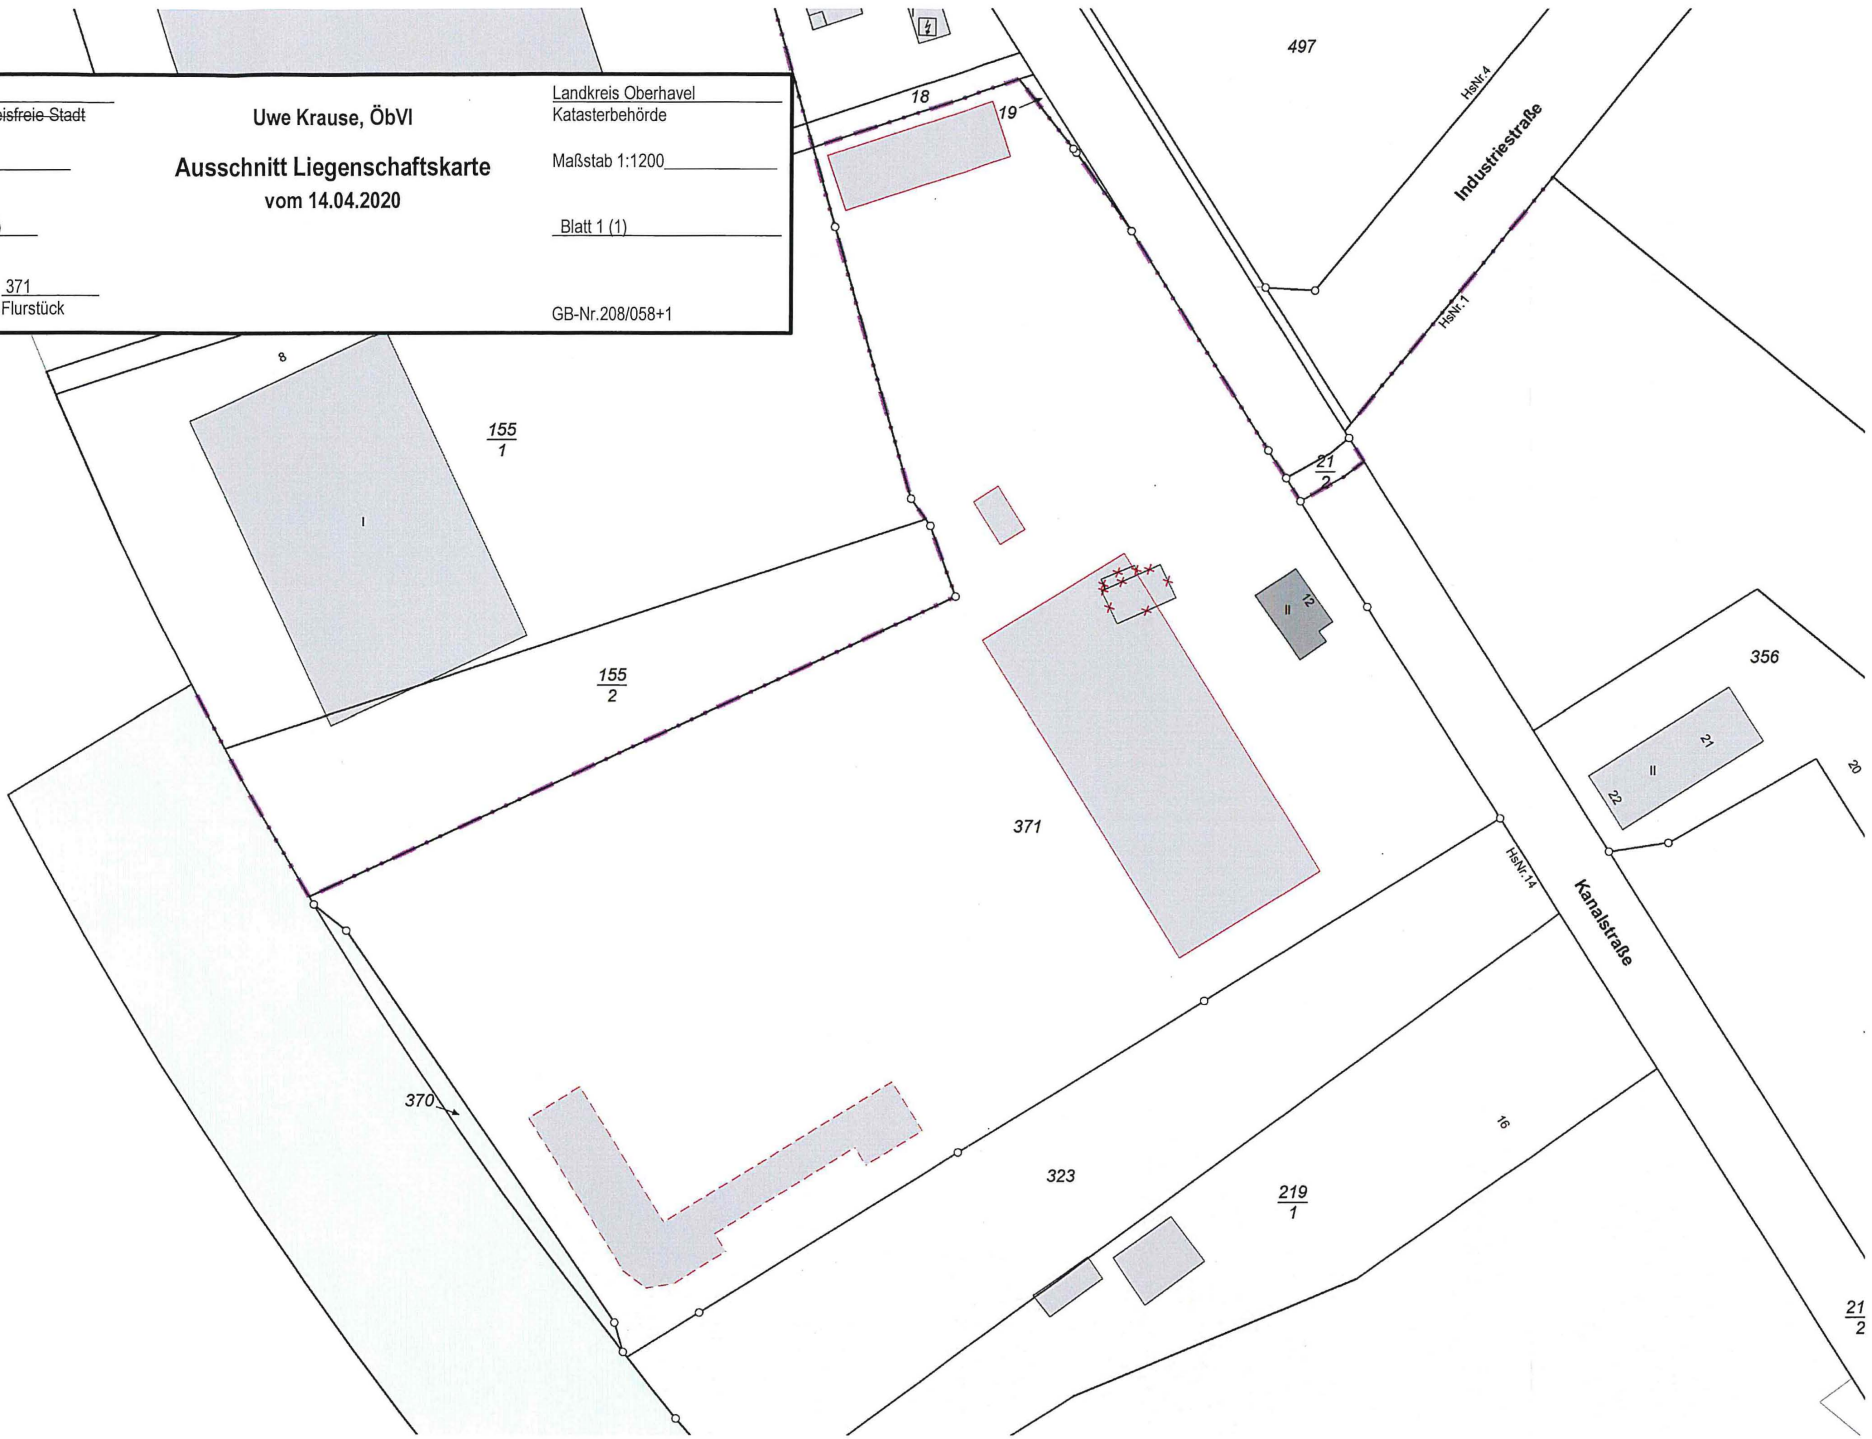 eisfreie Stadt
371
Flurstück
Uwe Krause, ÖbVI
Ausschnitt Liegenschaftskarte
vom 14.04.2020
Landkreis Oberhavel
Katasterbehörde
Maßstab 1:1200
Blatt 1 (1)
GB-Nr.208/058+1
497
HsNr.4
Industriestraße
18
19
HsNr.1
8
155
1
I
21
2
155
2
II
12
356
21
II
22
20
371
HsNr.14
Kanalstraße
370
16
323
219
1
21
2